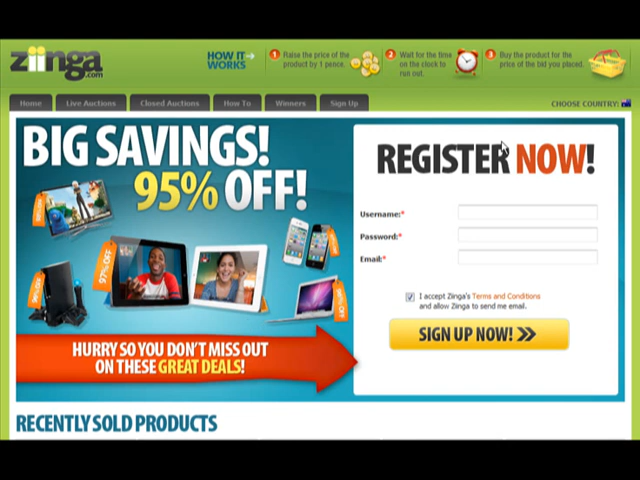 ziinga
.com
HOW IT
WORKS
1 Raise the price of the
product by 1 pence.
2 Wait for the time
on the clock to
run out.
3 Buy the product for the
price of the bid you placed.
Home
Live Auctions
Closed Auctions
How To
Winners
Sign Up
CHOOSE COUNTRY:
BIG SAVINGS!
95% OFF!
97% OFF
REGISTER NOW!
Username:*
Password:*
Email:*
I accept Ziinga's Terms and Conditions
and allow Ziinga to send me email.
SIGN UP NOW!
HURRY SO YOU DON'T MISS OUT
ON THESE GREAT DEALS!
RECENTLY SOLD PRODUCTS